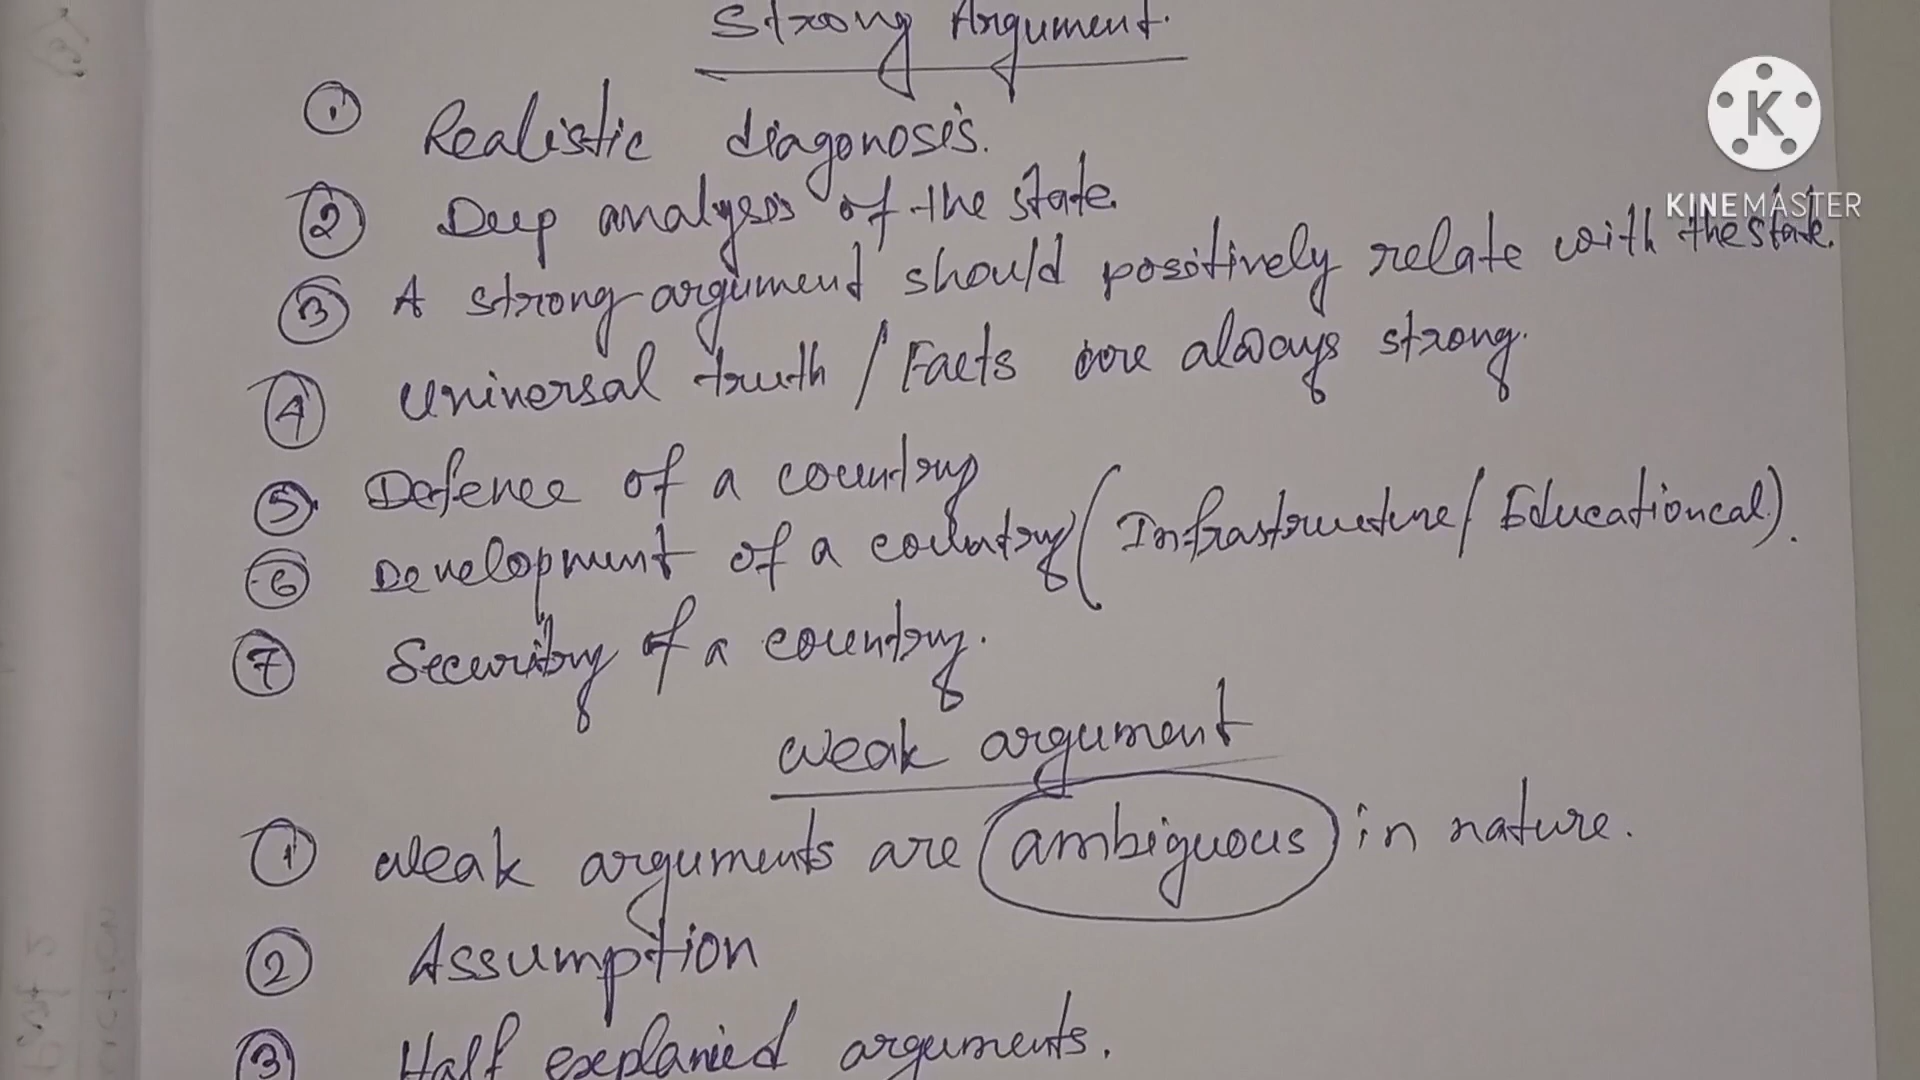 Strong Argument.
① Realistic diagonosis.
② Deep analysis of the state.
③ A strong argument should positively relate with the state.
④ Universal truth / Facts are always strong.
⑤ Defence of a country
⑥ Development of a country (Infrastructure / Educational).
⑦ Security of a country.
weak argument
① Weak arguments are ambiguous in nature.
② Assumption
③ Half explanied arguments.
K
KINEMASTER